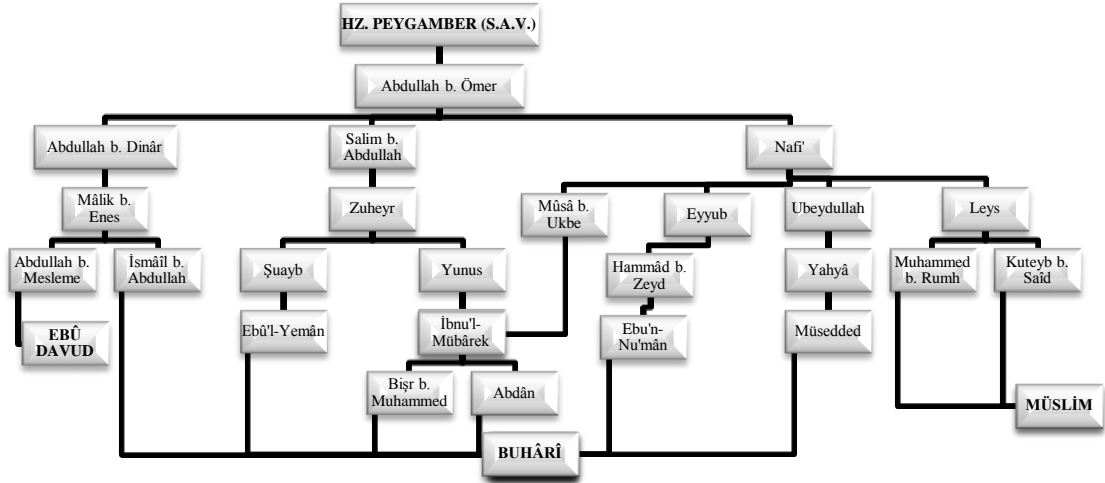 HZ. PEYGAMBER (S.A.V.)
Abdullah b. Ömer
Abdullah b. Dinâr
Salim b.
Abdullah
Nafi'
Mâlik b.
Enes
Zuheyr
Mûsâ b.
Ukbe
Eyyub
Ubeydullah
Leys
Abdullah b.
Mesleme
İsmâîl b.
Abdullah
Şuayb
Yunus
Hammâd b.
Zeyd
Yahyâ
Muhammed
b. Rumh
Kuteyb b.
Saîd
EBÛ
DAVUD
Ebû'l-Yemân
İbnu'l-
Mübârek
Ebu'n-
Nu'mân
Müsedded
Bişr b.
Muhammed
Abdân
MÜSLİM
BUHÂRÎ